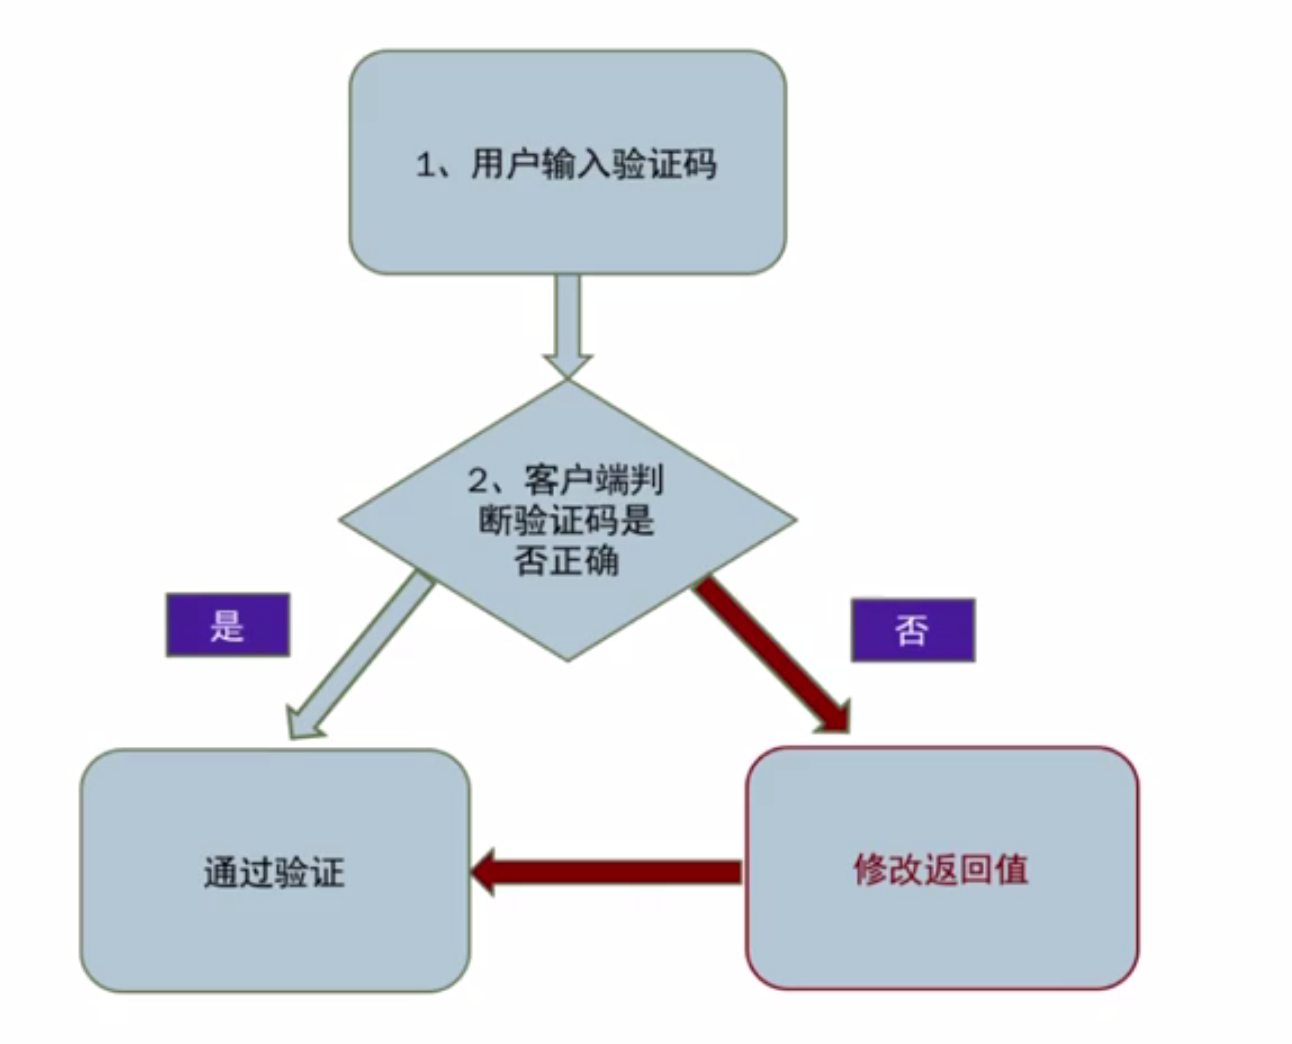 1、用户输入验证码
2、客户端判
断验证码是
否正确
是
否
通过验证
修改返回值